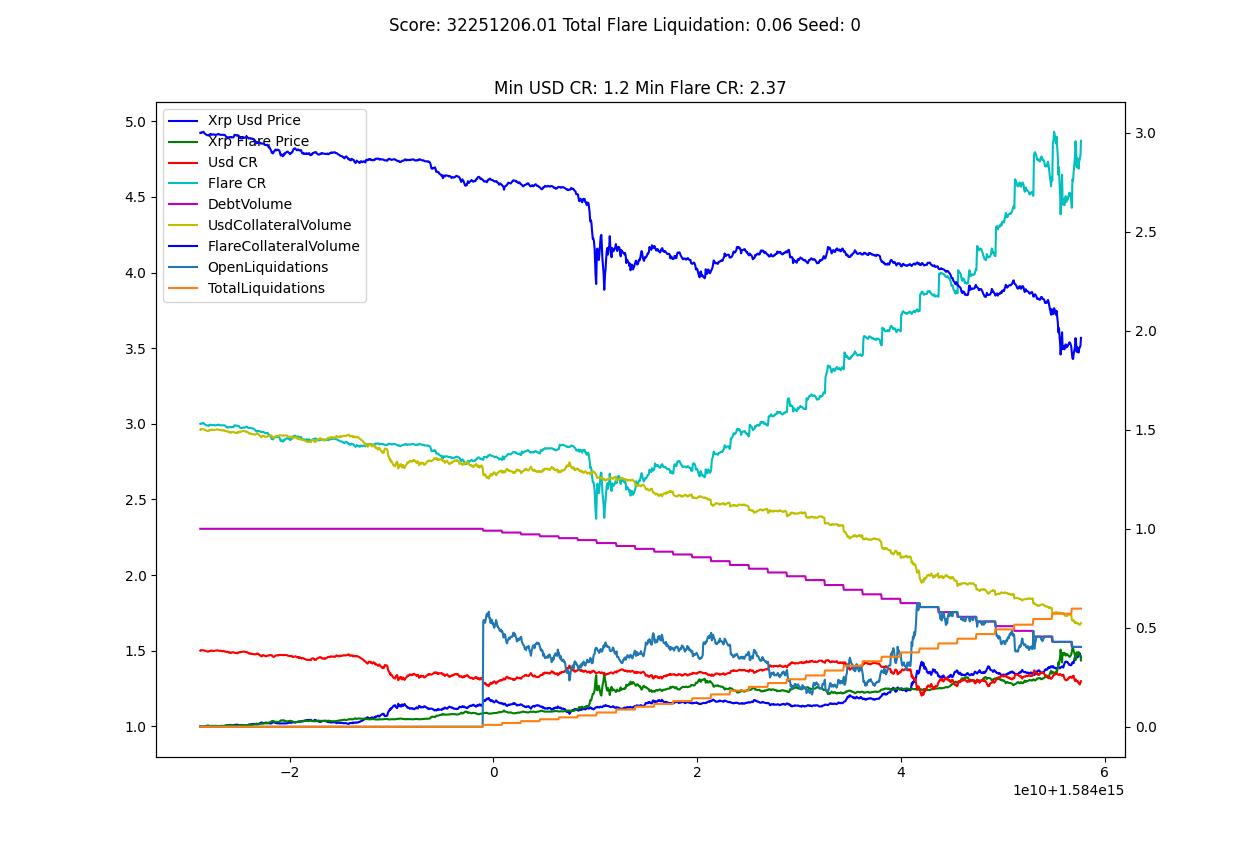 Score: 32251206.01 Total Flare Liquidation: 0.06 Seed: 0
Min USD CR: 1.2 Min Flare CR: 2.37
Xrp Usd Price
Xrp Flare Price
Usd CR
Flare CR
DebtVolume
UsdCollateralVolume
FlareCollateralVolume
OpenLiquidations
TotalLiquidations
5.0
4.5
4.0
3.5
3.0
2.5
2.0
1.5
1.0
3.0
2.5
2.0
1.5
1.0
0.5
0.0
−2 0 2 4 6
1e10+1.584e15